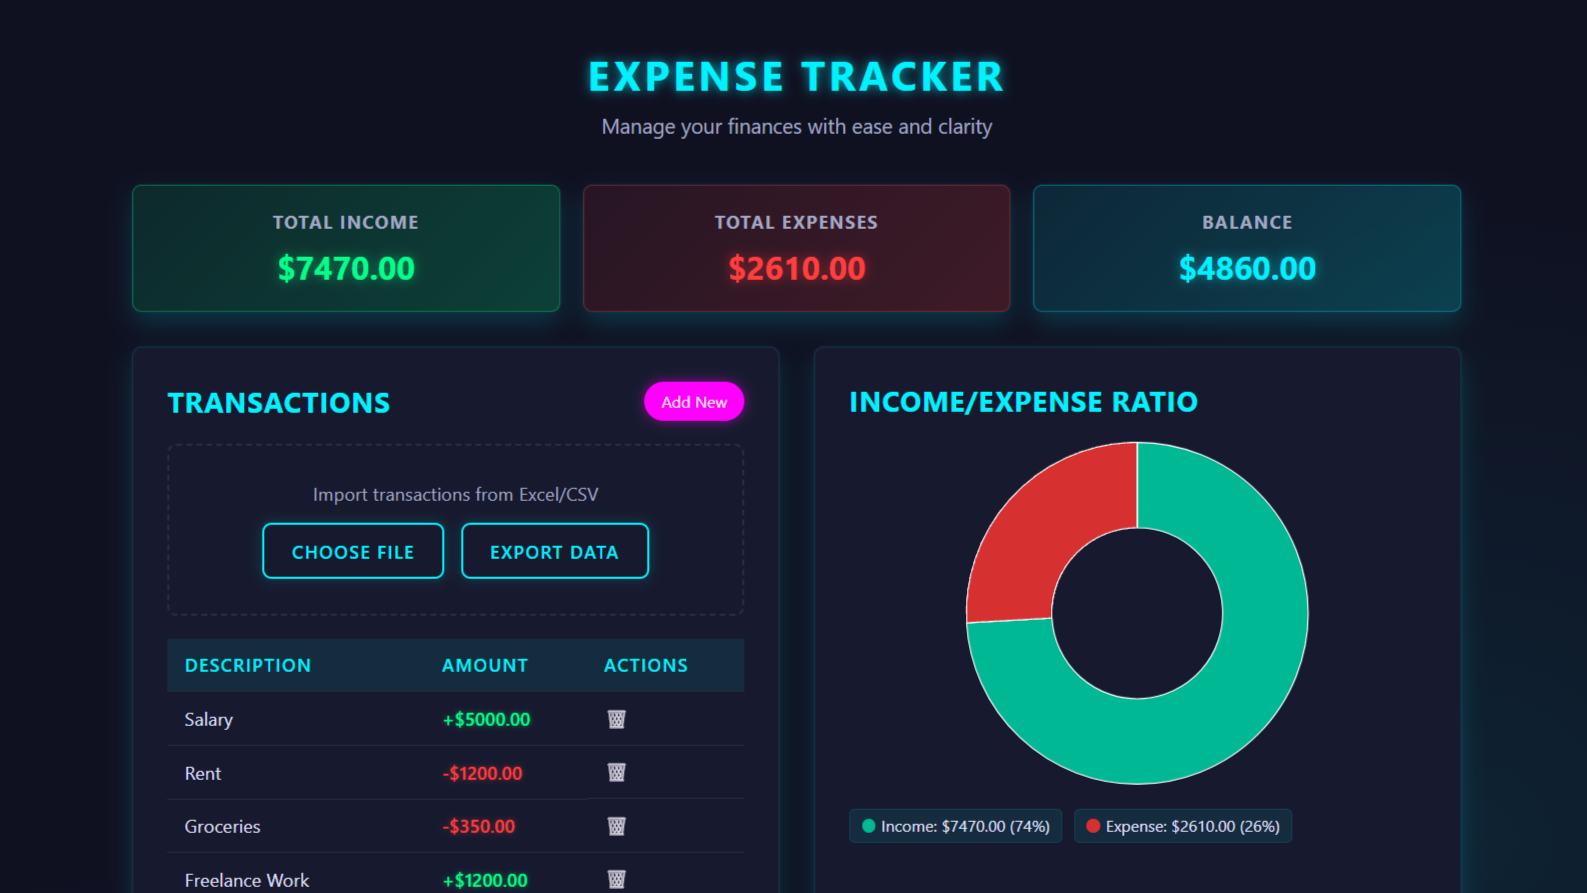 EXPENSE TRACKER
Manage your finances with ease and clarity
TOTAL INCOME
$7470.00
TOTAL EXPENSES
$2610.00
BALANCE
$4860.00
TRANSACTIONS
Add New
Import transactions from Excel/CSV
CHOOSE FILE
EXPORT DATA
DESCRIPTION AMOUNT ACTIONS
Salary +$5000.00
Rent -$1200.00
Groceries -$350.00
Freelance Work +$1200.00
INCOME/EXPENSE RATIO
Income: $7470.00 (74%)
Expense: $2610.00 (26%)